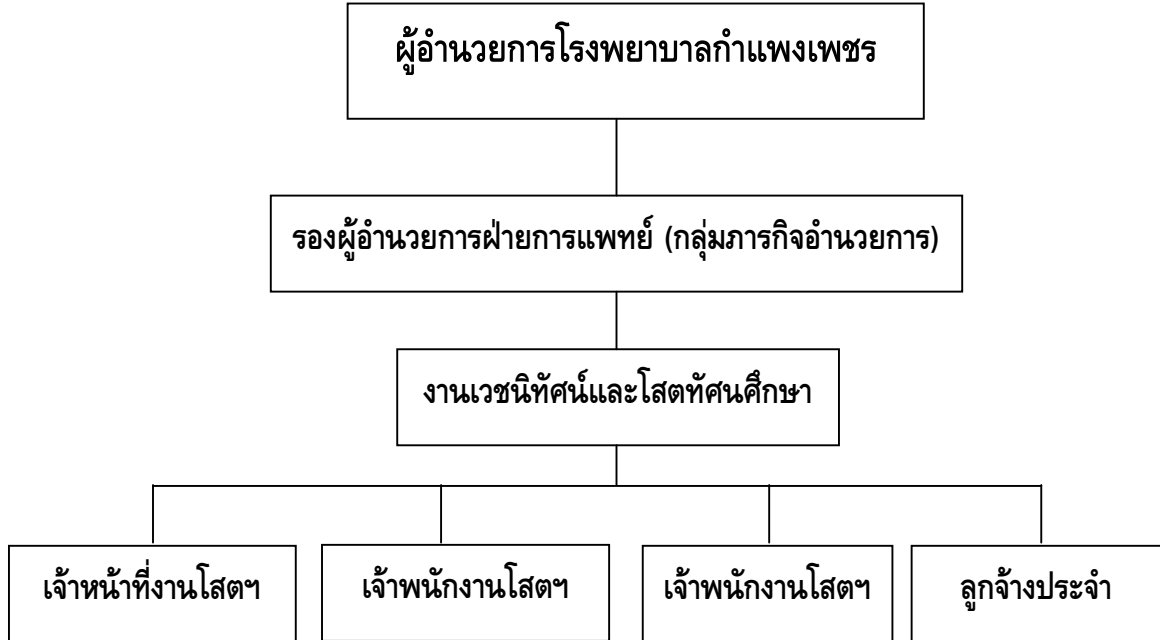 ผู้อำนวยการโรงพยาบาลกำแพงเพชร
รองผู้อำนวยการฝ่ายการแพทย์ (กลุ่มภารกิจอำนวยการ)
งานเวชนิทัศน์และโสตทัศนศึกษา
เจ้าหน้าที่งานโสตฯ
เจ้าพนักงานโสตฯ
เจ้าพนักงานโสตฯ
ลูกจ้างประจำ